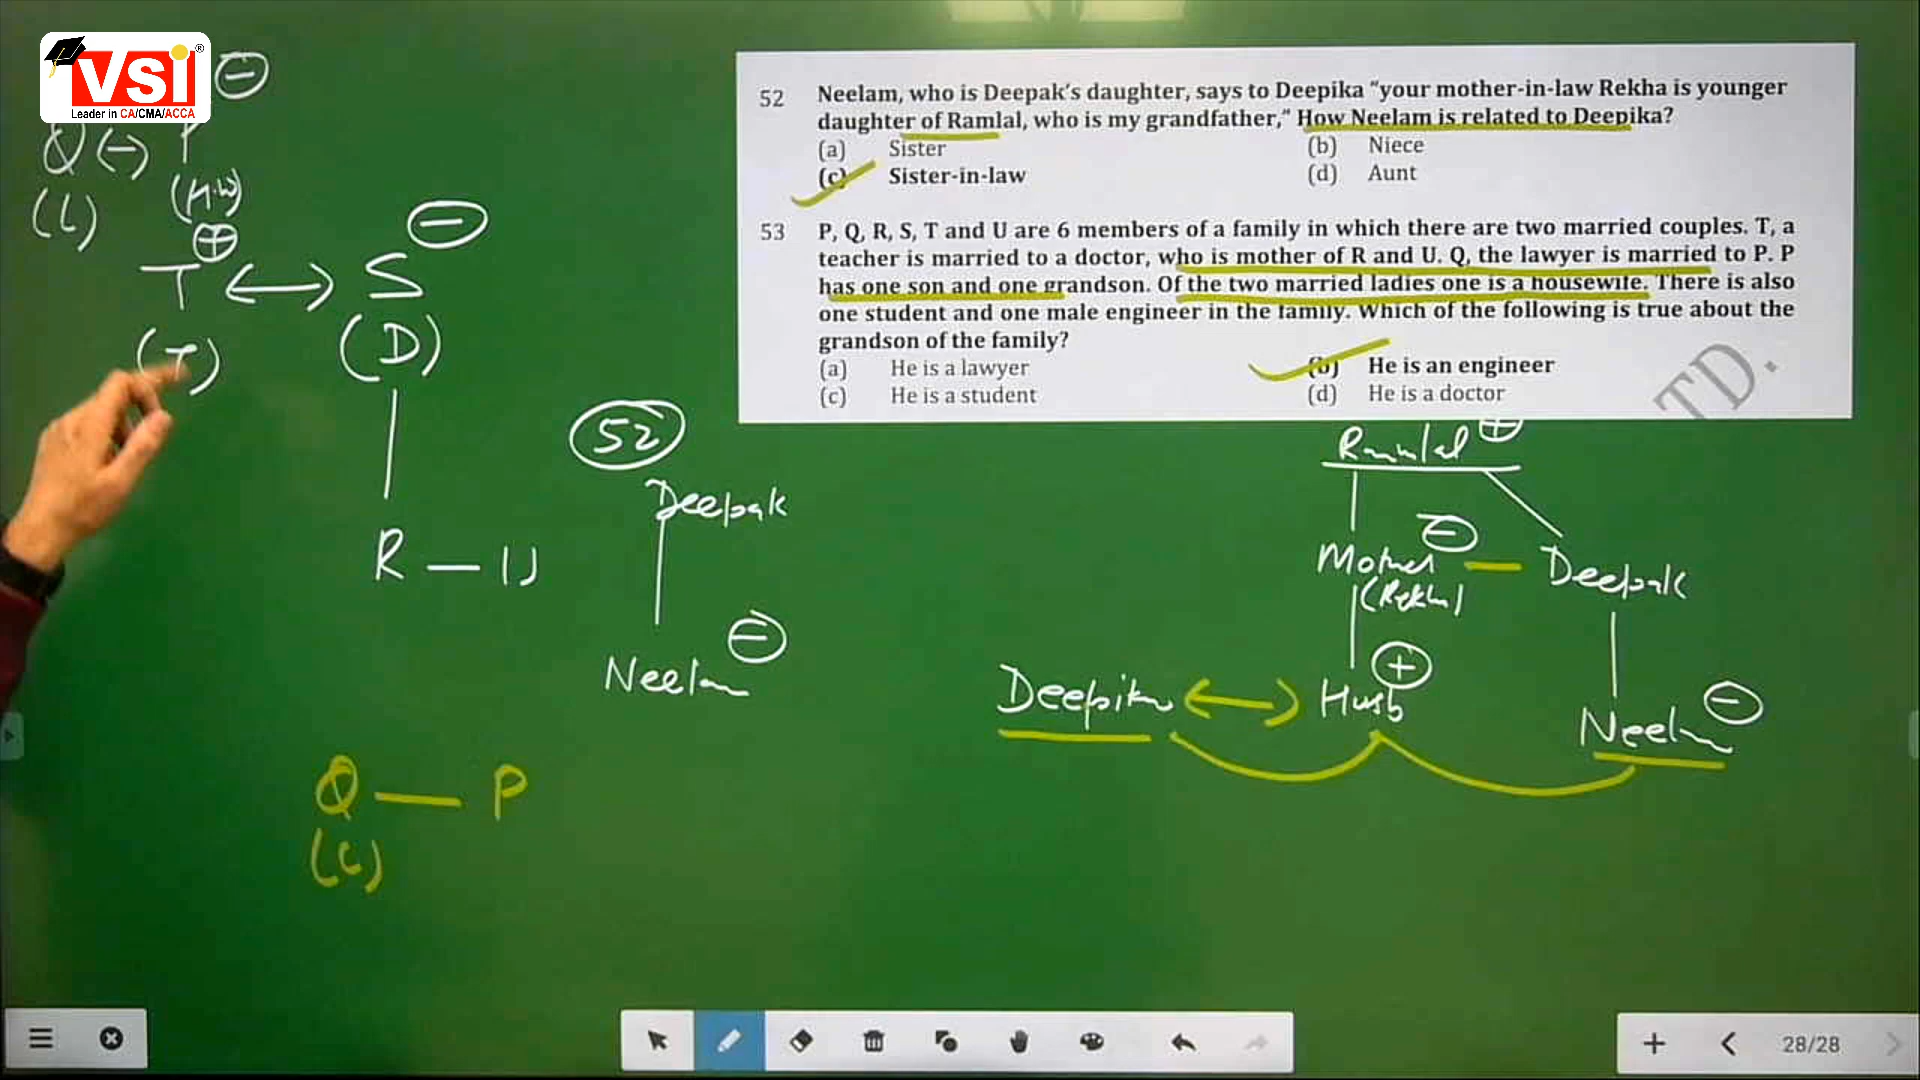 VSI
®
Leader in CA/CMA/ACCA
Q P
(L) (H.W)
T S
(T) (D)
R — U
52
Deepak
Neelam
Q — P
(L)
52 Neelam, who is Deepak's daughter, says to Deepika "your mother-in-law Rekha is younger
daughter of Ramlal, who is my grandfather," How Neelam is related to Deepika?
(a) Sister (b) Niece
(c) Sister-in-law (d) Aunt
53 P, Q, R, S, T and U are 6 members of a family in which there are two married couples. T, a
teacher is married to a doctor, who is mother of R and U. Q, the lawyer is married to P. P
has one son and one grandson. Of the two married ladies one is a housewife. There is also
one student and one male engineer in the family. Which of the following is true about the
grandson of the family?
(a) He is a lawyer (b) He is an engineer
(c) He is a student (d) He is a doctor
TD.
Ramlal
Mother — Deepak
(Rekha)
Deepika Husb Neelam
28/28